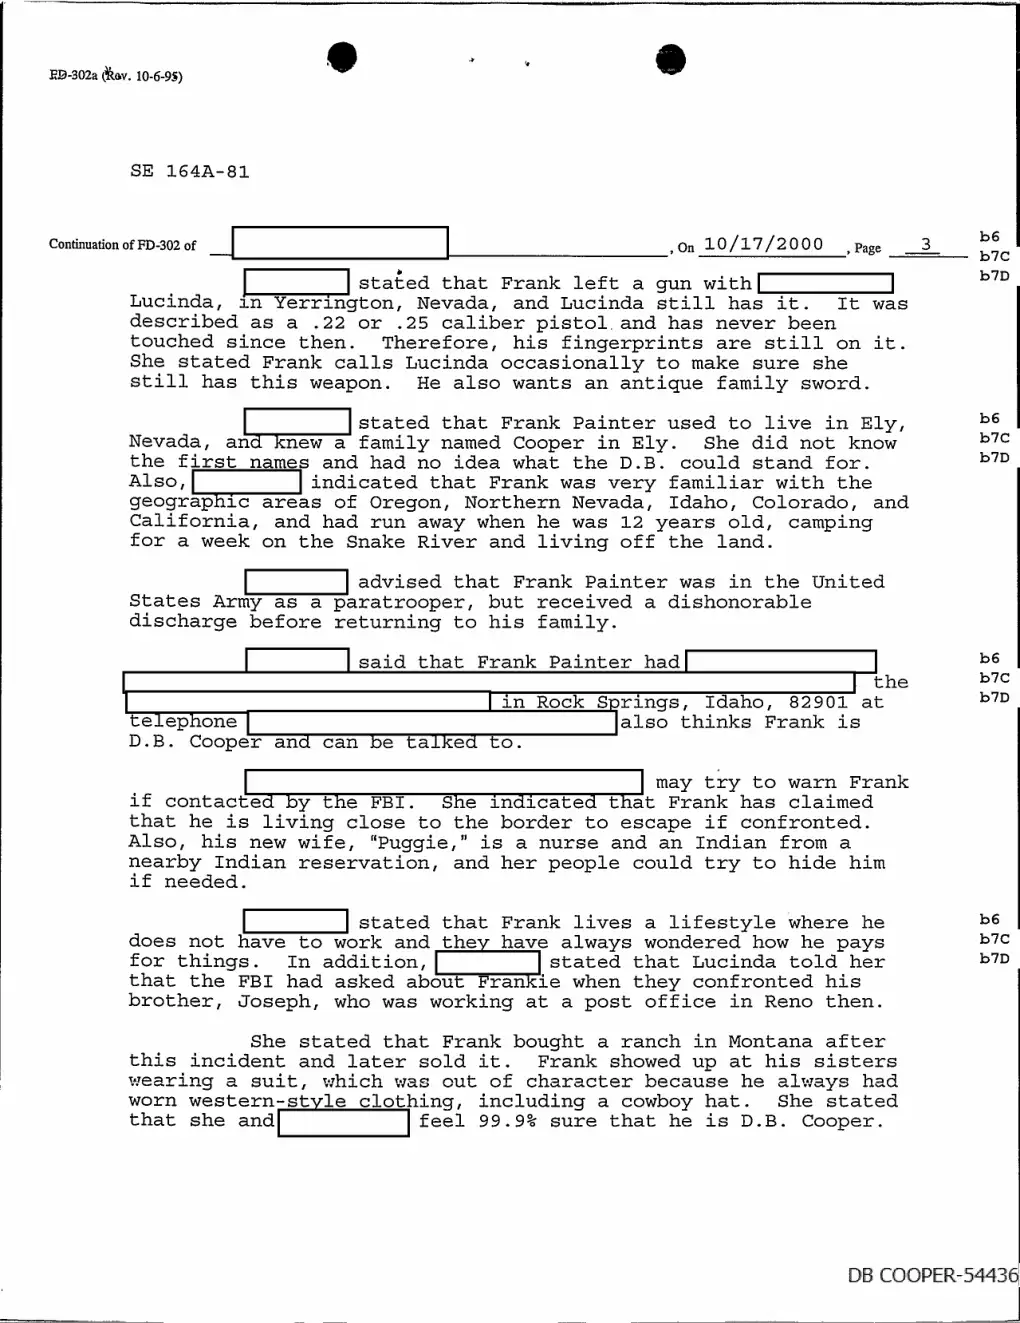 FD-302a (Rev. 10-6-95)
SE 164A-81
Continuation of FD-302 of , On 10/17/2000 , Page 3
b6
b7C
b7D
stated that Frank left a gun with
Lucinda, in Yerrington, Nevada, and Lucinda still has it. It was
described as a .22 or .25 caliber pistol and has never been
touched since then. Therefore, his fingerprints are still on it.
She stated Frank calls Lucinda occasionally to make sure she
still has this weapon. He also wants an antique family sword.
stated that Frank Painter used to live in Ely,
Nevada, and knew a family named Cooper in Ely. She did not know
the first names and had no idea what the D.B. could stand for.
Also, indicated that Frank was very familiar with the
geographic areas of Oregon, Northern Nevada, Idaho, Colorado, and
California, and had run away when he was 12 years old, camping
for a week on the Snake River and living off the land.
b6
b7C
b7D
advised that Frank Painter was in the United
States Army as a paratrooper, but received a dishonorable
discharge before returning to his family.
said that Frank Painter had
the
in Rock Springs, Idaho, 82901 at
telephone also thinks Frank is
D.B. Cooper and can be talked to.
b6
b7C
b7D
may try to warn Frank
if contacted by the FBI. She indicated that Frank has claimed
that he is living close to the border to escape if confronted.
Also, his new wife, "Puggie," is a nurse and an Indian from a
nearby Indian reservation, and her people could try to hide him
if needed.
stated that Frank lives a lifestyle where he
does not have to work and they have always wondered how he pays
for things. In addition, stated that Lucinda told her
that the FBI had asked about Frankie when they confronted his
brother, Joseph, who was working at a post office in Reno then.
b6
b7C
b7D
She stated that Frank bought a ranch in Montana after
this incident and later sold it. Frank showed up at his sisters
wearing a suit, which was out of character because he always had
worn western-style clothing, including a cowboy hat. She stated
that she and feel 99.9% sure that he is D.B. Cooper.
DB COOPER-54436